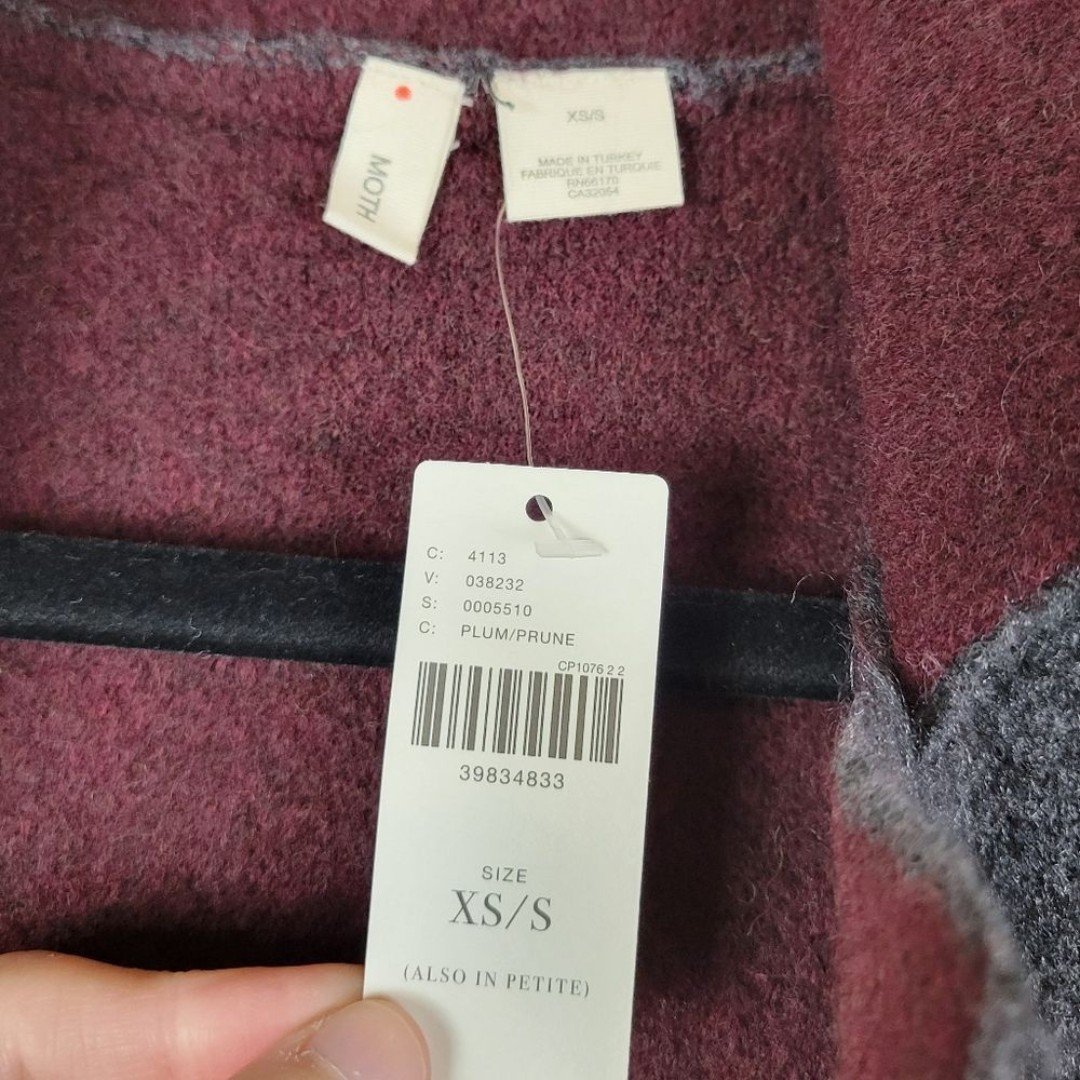 MOTH
XS/S
MADE IN TURKEY
FABRIQUE EN TURQUIE
RN66170
CA32054
C: 4113
V: 038232
S: 0005510
C: PLUM/PRUNE
CP1076 2 2
39834833
SIZE
XS/S
(ALSO IN PETITE)